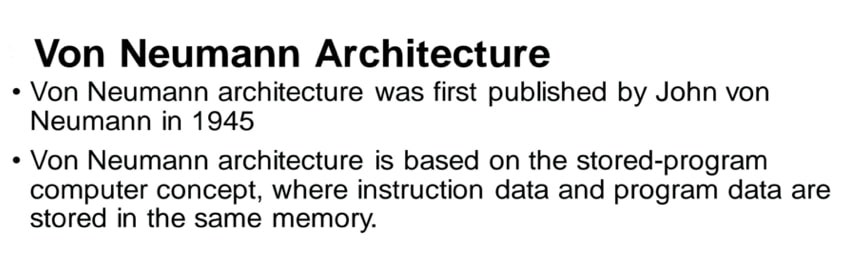 Von Neumann Architecture
• Von Neumann architecture was first published by John von
Neumann in 1945
• Von Neumann architecture is based on the stored-program
computer concept, where instruction data and program data are
stored in the same memory.